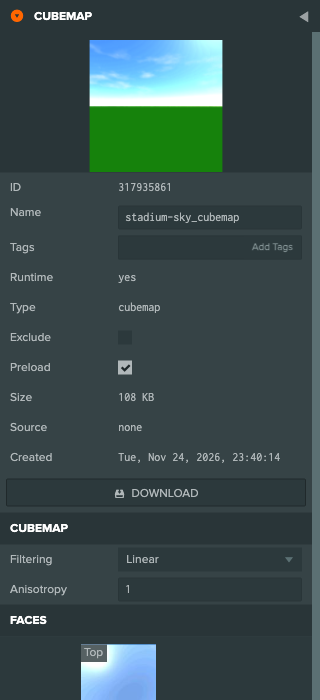 CUBEMAP
ID 317935861
Name stadium-sky_cubemap
Tags Add Tags
Runtime yes
Type cubemap
Exclude
Preload
Size 108 KB
Source none
Created Tue, Nov 24, 2026, 23:40:14
DOWNLOAD
CUBEMAP
Filtering Linear
Anisotropy 1
FACES
Top